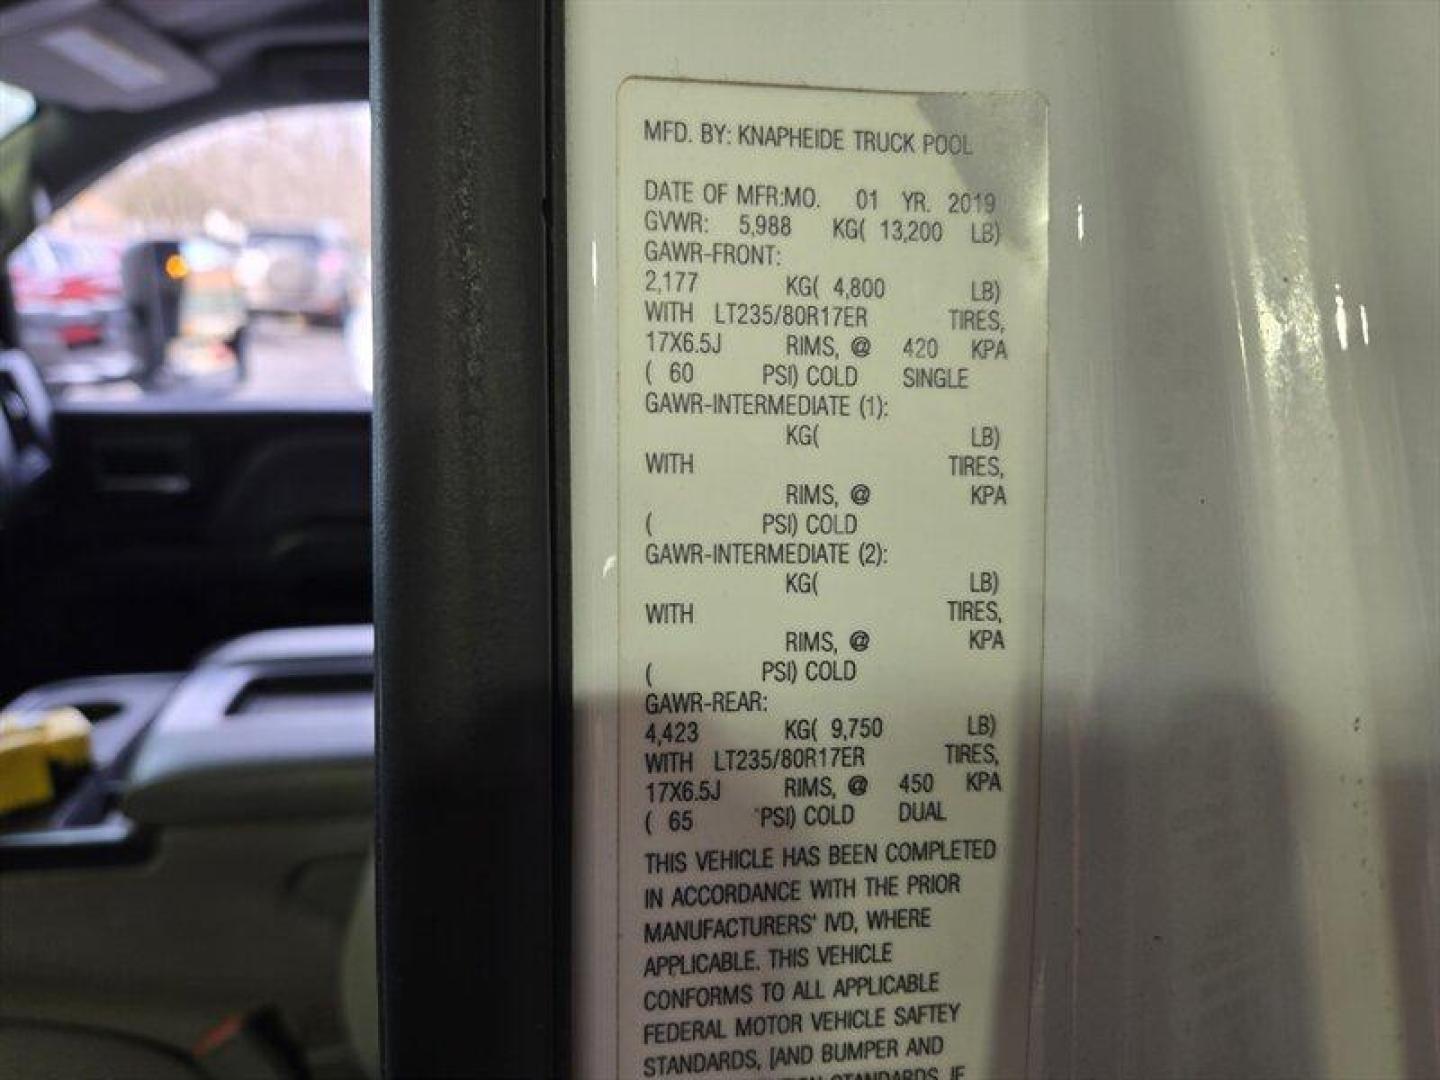 MFD. BY: KNAPHEIDE TRUCK POOL
DATE OF MFR:MO. 01 YR. 2019
GVWR: 5,988 KG( 13,200 LB)
GAWR-FRONT:
2,177 KG( 4,800 LB)
WITH LT235/80R17ER TIRES,
17X6.5J RIMS, @ 420 KPA
( 60 PSI) COLD SINGLE
GAWR-INTERMEDIATE (1):
KG( LB)
WITH TIRES,
RIMS, @ KPA
( PSI) COLD
GAWR-INTERMEDIATE (2):
KG( LB)
WITH TIRES,
RIMS, @ KPA
( PSI) COLD
GAWR-REAR:
4,423 KG( 9,750 LB)
WITH LT235/80R17ER TIRES,
17X6.5J RIMS, @ 450 KPA
( 65 PSI) COLD DUAL
THIS VEHICLE HAS BEEN COMPLETED
IN ACCORDANCE WITH THE PRIOR
MANUFACTURERS' IVD, WHERE
APPLICABLE. THIS VEHICLE
CONFORMS TO ALL APPLICABLE
FEDERAL MOTOR VEHICLE SAFTEY
STANDARDS, [AND BUMPER AND
STANDARDS, IF